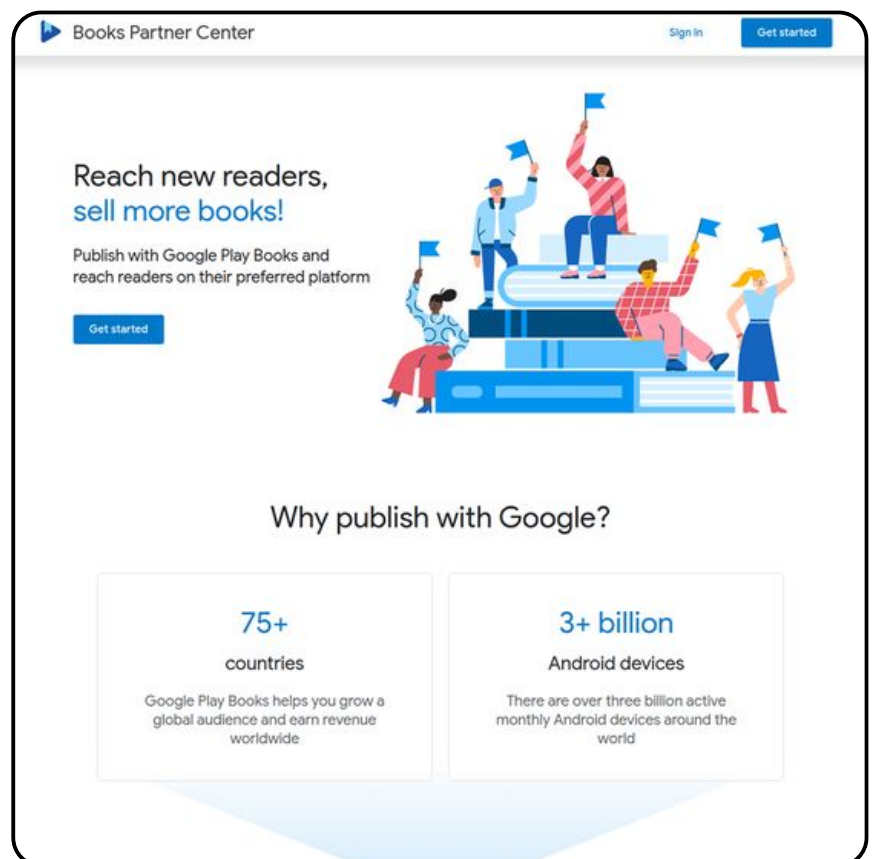 Books Partner Center
Sign in
Get started
Reach new readers,
sell more books!
Publish with Google Play Books and
reach readers on their preferred platform
Get started
Why publish with Google?
75+
countries
Google Play Books helps you grow a
global audience and earn revenue
worldwide
3+ billion
Android devices
There are over three billion active
monthly Android devices around the
world